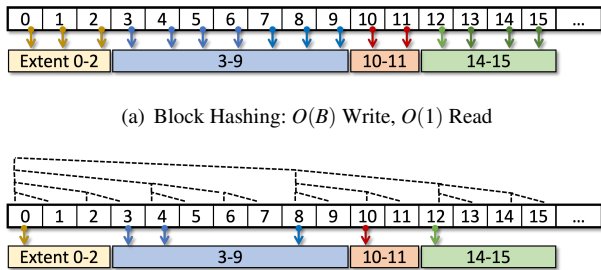 0 1 2 3 4 5 6 7 8 9 10 11 12 13 14 15 ...
Extent 0-2 3-9 10-11 14-15
(a) Block Hashing: O(B) Write, O(1) Read
0 1 2 3 4 5 6 7 8 9 10 11 12 13 14 15 ...
Extent 0-2 3-9 10-11 14-15